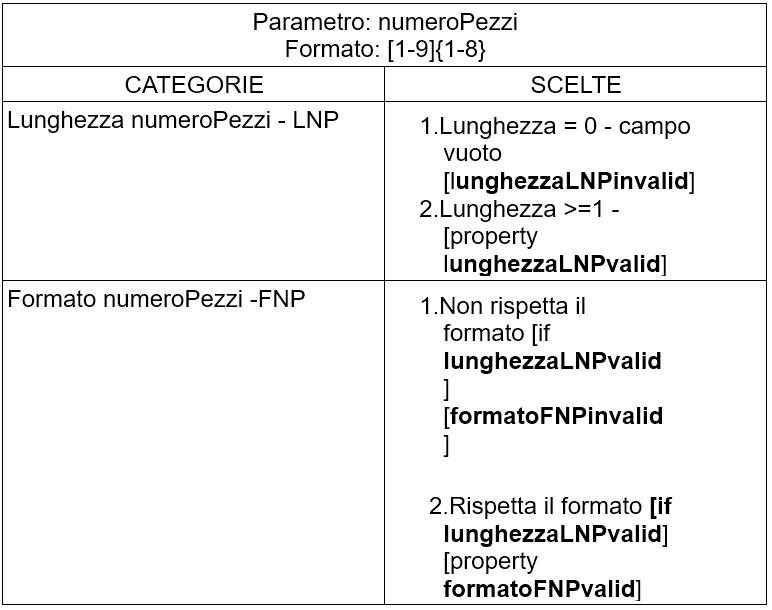 Parametro: numeroPezzi
Formato: [1-9]{1-8}
CATEGORIE
SCELTE
Lunghezza numeroPezzi - LNP
1.Lunghezza = 0 - campo
vuoto
[lunghezzaLNPinvalid]
2.Lunghezza >=1 -
[property
lunghezzaLNPvalid]
Formato numeroPezzi -FNP
1.Non rispetta il
formato [if
lunghezzaLNPvalid
]
[formatoFNPinvalid
]
2.Rispetta il formato [if
lunghezzaLNPvalid]
[property
formatoFNPvalid]